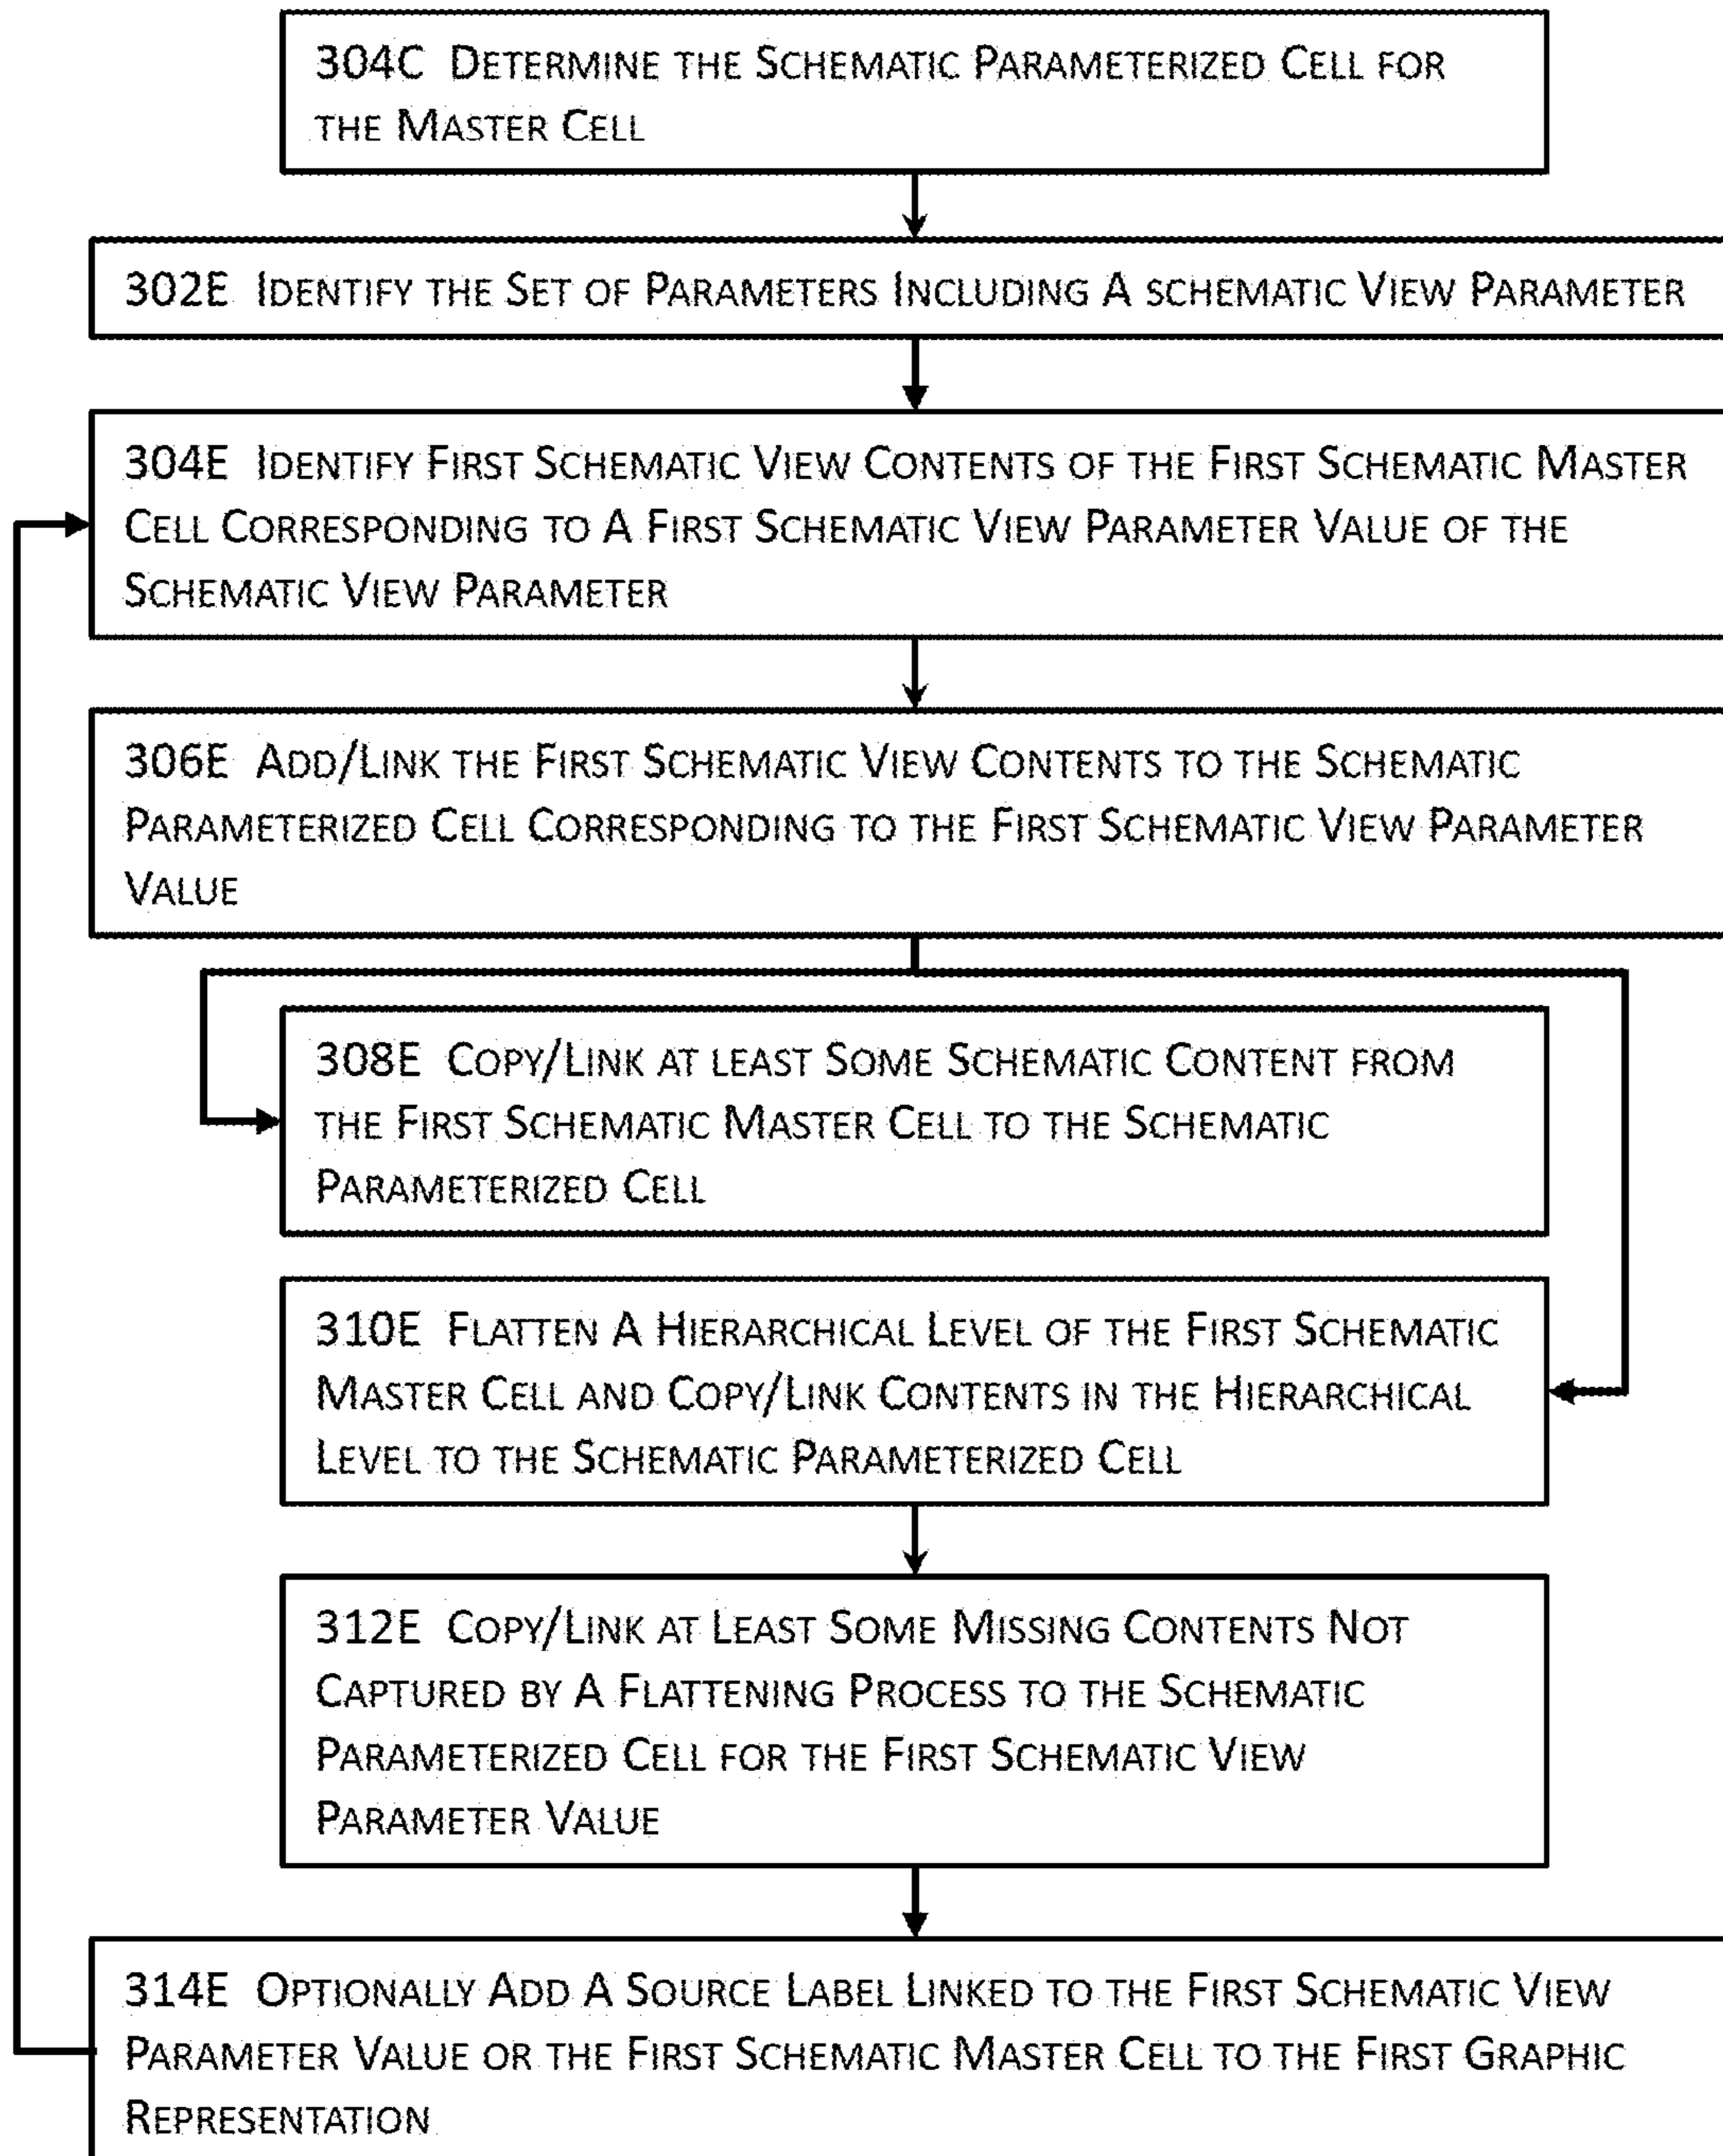 304C DETERMINE THE SCHEMATIC PARAMETERIZED CELL FOR
THE MASTER CELL
302E IDENTIFY THE SET OF PARAMETERS INCLUDING A SCHEMATIC VIEW PARAMETER
304E IDENTIFY FIRST SCHEMATIC VIEW CONTENTS OF THE FIRST SCHEMATIC MASTER
CELL CORRESPONDING TO A FIRST SCHEMATIC VIEW PARAMETER VALUE OF THE
SCHEMATIC VIEW PARAMETER
306E ADD/LINK THE FIRST SCHEMATIC VIEW CONTENTS TO THE SCHEMATIC
PARAMETERIZED CELL CORRESPONDING TO THE FIRST SCHEMATIC VIEW PARAMETER
VALUE
308E COPY/LINK AT LEAST SOME SCHEMATIC CONTENT FROM
THE FIRST SCHEMATIC MASTER CELL TO THE SCHEMATIC
PARAMETERIZED CELL
310E FLATTEN A HIERARCHICAL LEVEL OF THE FIRST SCHEMATIC
MASTER CELL AND COPY/LINK CONTENTS IN THE HIERARCHICAL
LEVEL TO THE SCHEMATIC PARAMETERIZED CELL
312E COPY/LINK AT LEAST SOME MISSING CONTENTS NOT
CAPTURED BY A FLATTENING PROCESS TO THE SCHEMATIC
PARAMETERIZED CELL FOR THE FIRST SCHEMATIC VIEW
PARAMETER VALUE
314E OPTIONALLY ADD A SOURCE LABEL LINKED TO THE FIRST SCHEMATIC VIEW
PARAMETER VALUE OR THE FIRST SCHEMATIC MASTER CELL TO THE FIRST GRAPHIC
REPRESENTATION